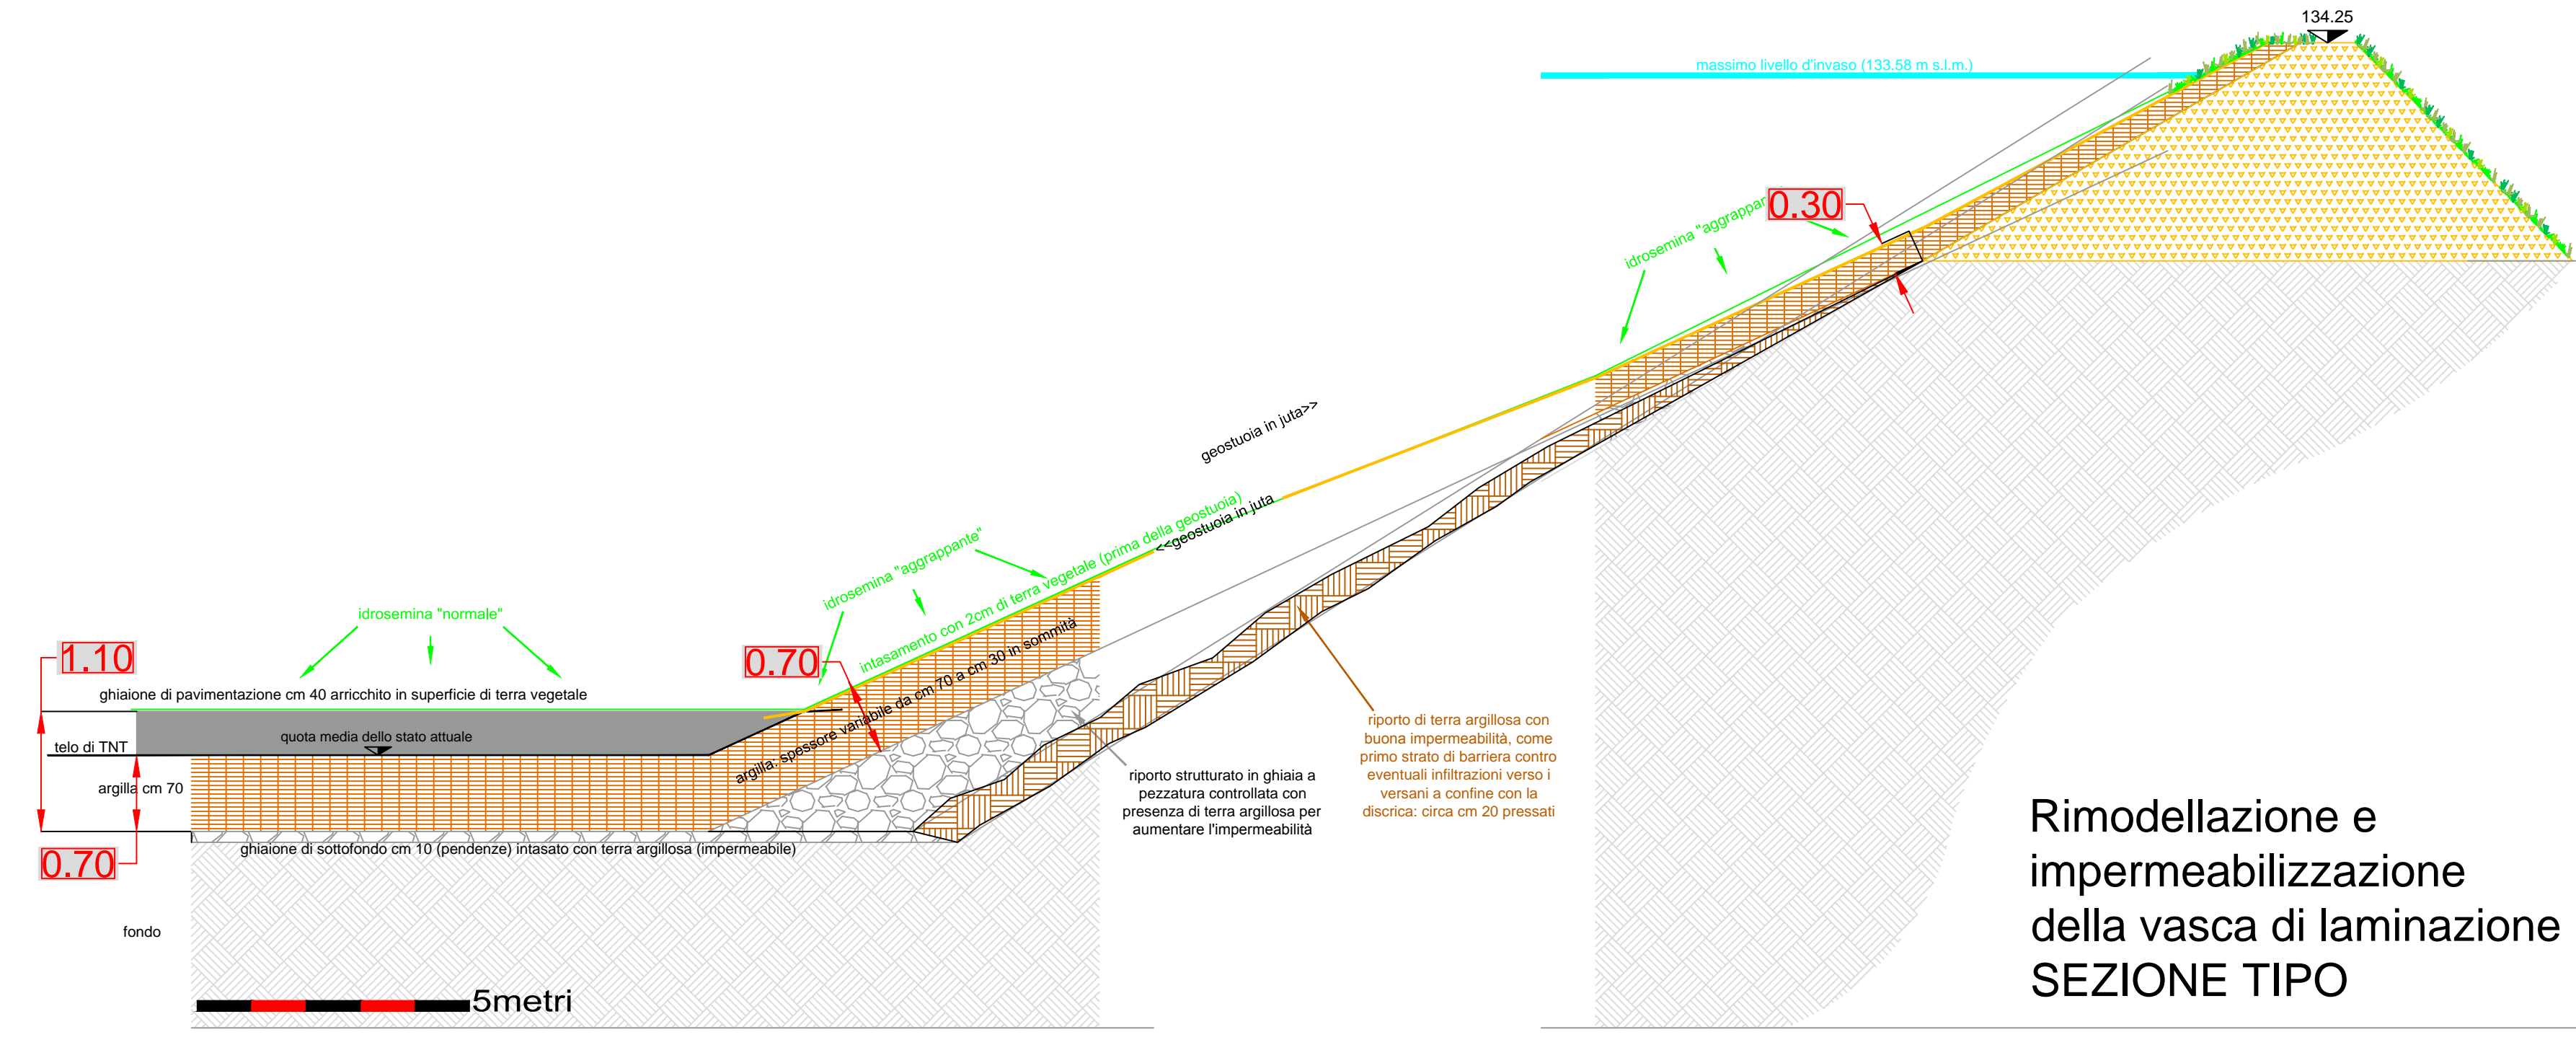 134.25
massimo livello d'invaso (133.58 m s.l.m.)
0.30
idrosemina "aggrappan
geostuoia in juta>>
<<geostuoia in juta
idrosemina "aggrappante"
intasamento con 2cm di terra vegetale (prima della geostuoia)
idrosemina "normale"
1.10
0.70
argilla: spessore variabile da cm 70 a cm 30 in sommità
ghiaione di pavimentazione cm 40 arricchito in superficie di terra vegetale
quota media dello stato attuale
telo di TNT
argilla cm 70
riporto di terra argillosa con
buona impermeabilità, come
primo strato di barriera contro
eventuali infiltrazioni verso i
versani a confine con la
discrica: circa cm 20 pressati
riporto strutturato in ghiaia a
pezzatura controllata con
presenza di terra argillosa per
aumentare l'impermeabilità
0.70
ghiaione di sottofondo cm 10 (pendenze) intasato con terra argillosa (impermeabile)
fondo
5metri
Rimodellazione e
impermeabilizzazione
della vasca di laminazione
SEZIONE TIPO